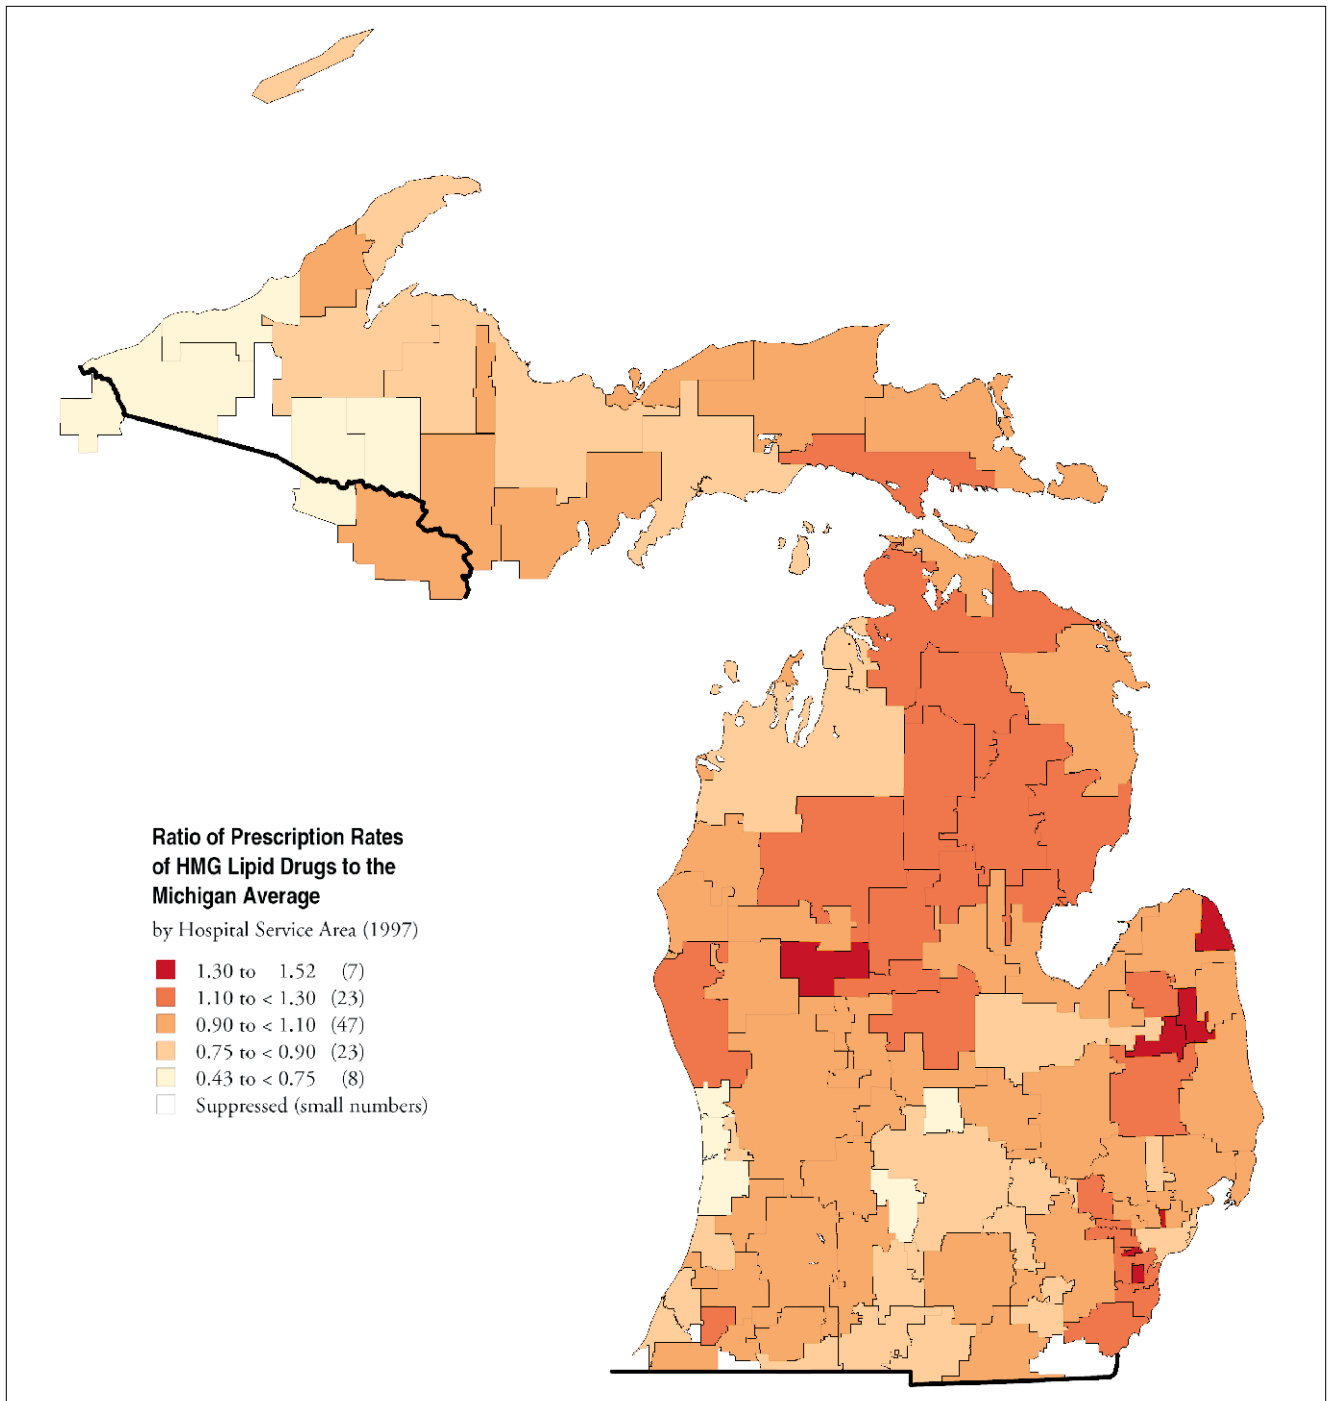 Ratio of Prescription Rates
of HMG Lipid Drugs to the
Michigan Average
by Hospital Service Area (1997)
1.30 to 1.52 (7)
1.10 to < 1.30 (23)
0.90 to < 1.10 (47)
0.75 to < 0.90 (23)
0.43 to < 0.75 (8)
Suppressed (small numbers)